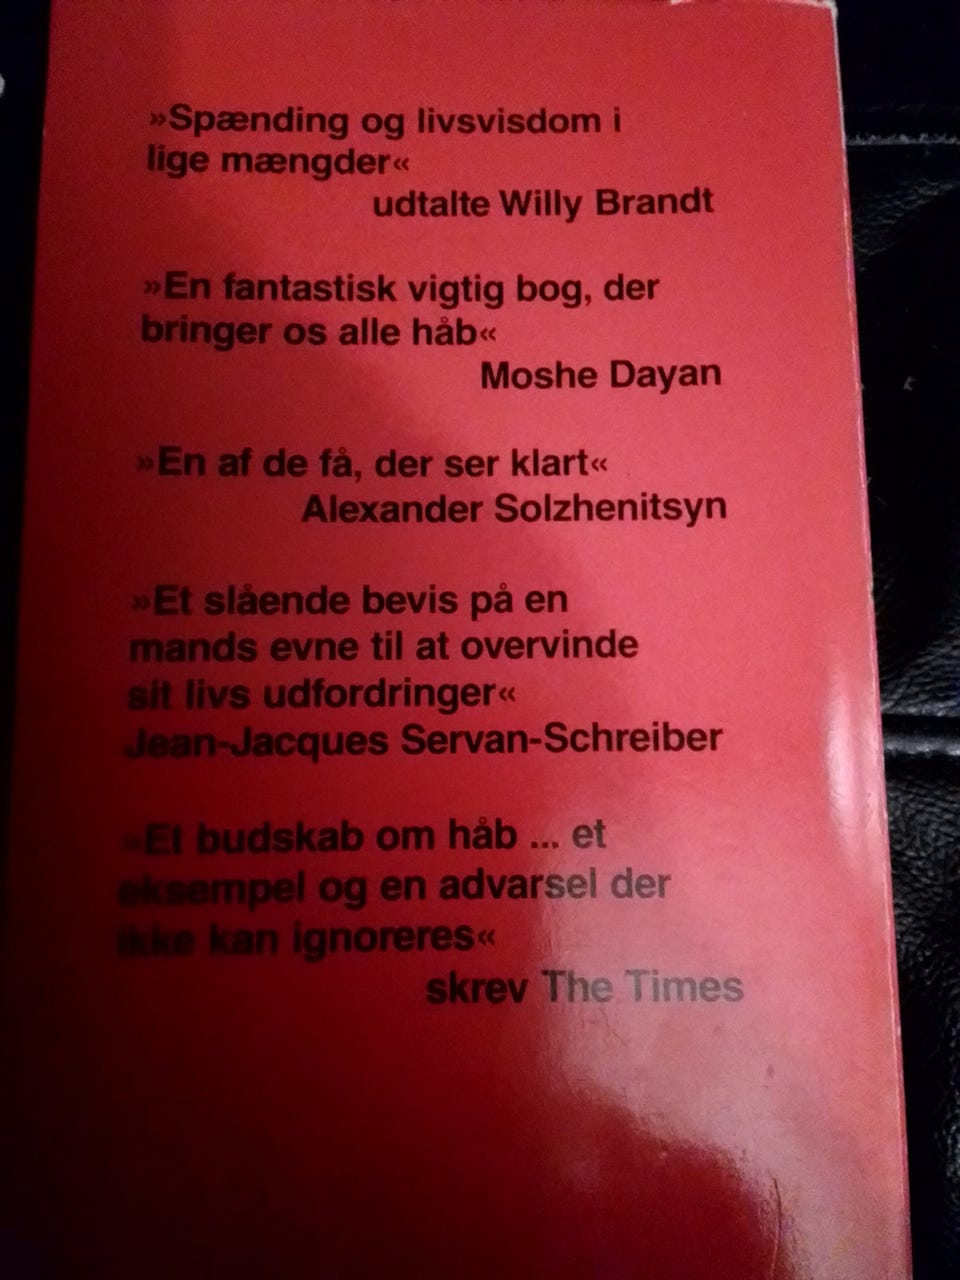 »Spænding og livsvisdom i
lige mængder«
udtalte Willy Brandt
»En fantastisk vigtig bog, der
bringer os alle håb«
Moshe Dayan
»En af de få, der ser klart«
Alexander Solzhenitsyn
»Et slående bevis på en
mands evne til at overvinde
sit livs udfordringer«
Jean-Jacques Servan-Schreiber
»Et budskab om håb ... et
eksempel og en advarsel der
ikke kan ignoreres«
skrev The Times